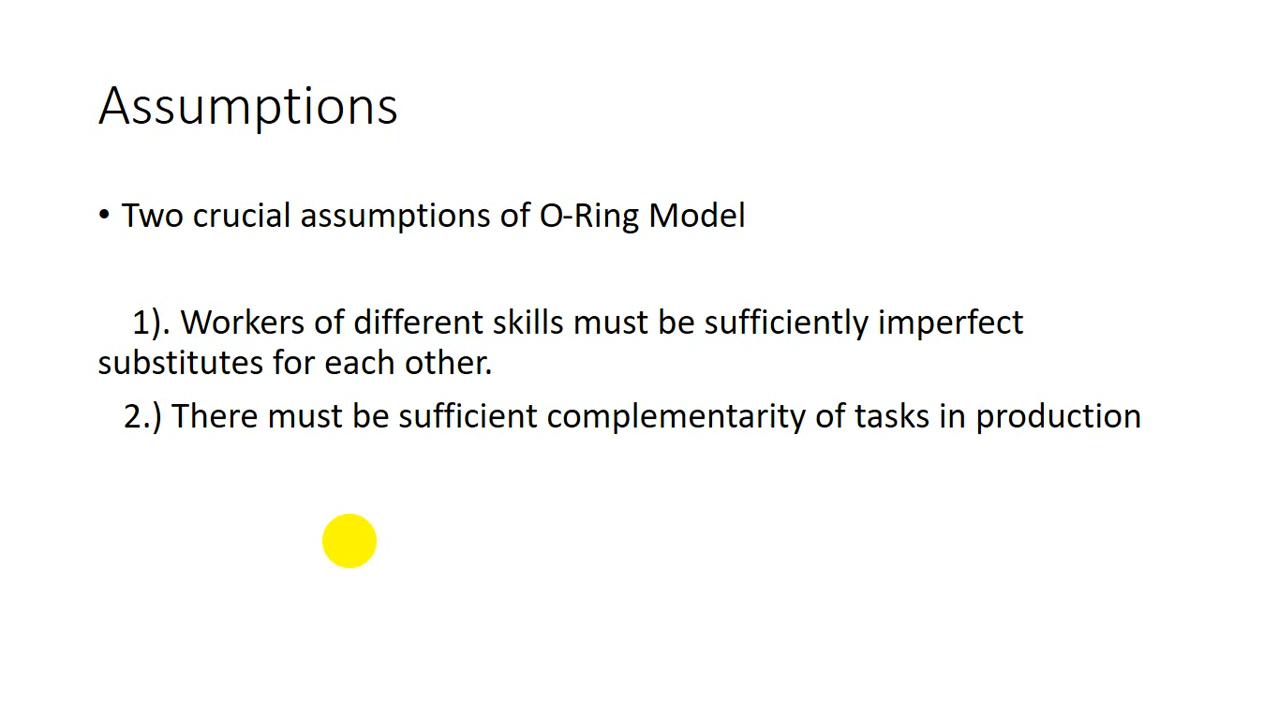 Assumptions
• Two crucial assumptions of O-Ring Model
1). Workers of different skills must be sufficiently imperfect
substitutes for each other.
2.) There must be sufficient complementarity of tasks in production